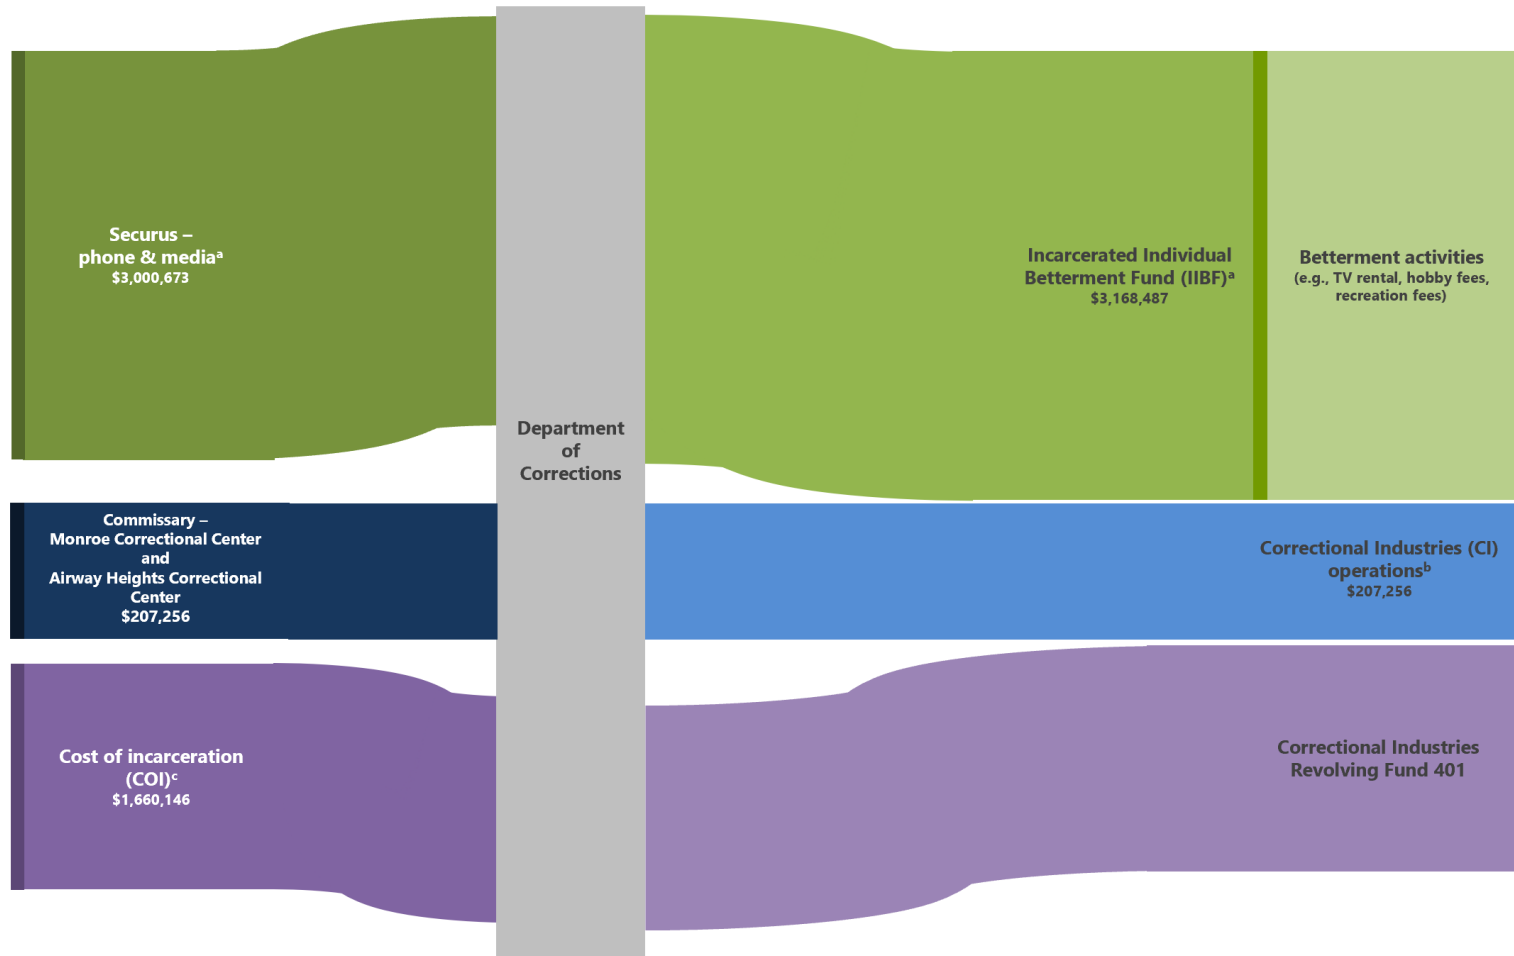 Securus –
phone & mediaᵃ
$3,000,673
Commissary –
Monroe Correctional Center
and
Airway Heights Correctional
Center
$207,256
Cost of incarceration
(COI)ᶜ
$1,660,146
Department
of
Corrections
Incarcerated Individual
Betterment Fund (IIBF)ᵃ
$3,168,487
Betterment activities
(e.g., TV rental, hobby fees,
recreation fees)
Correctional Industries (CI)
operationsᵇ
$207,256
Correctional Industries
Revolving Fund 401